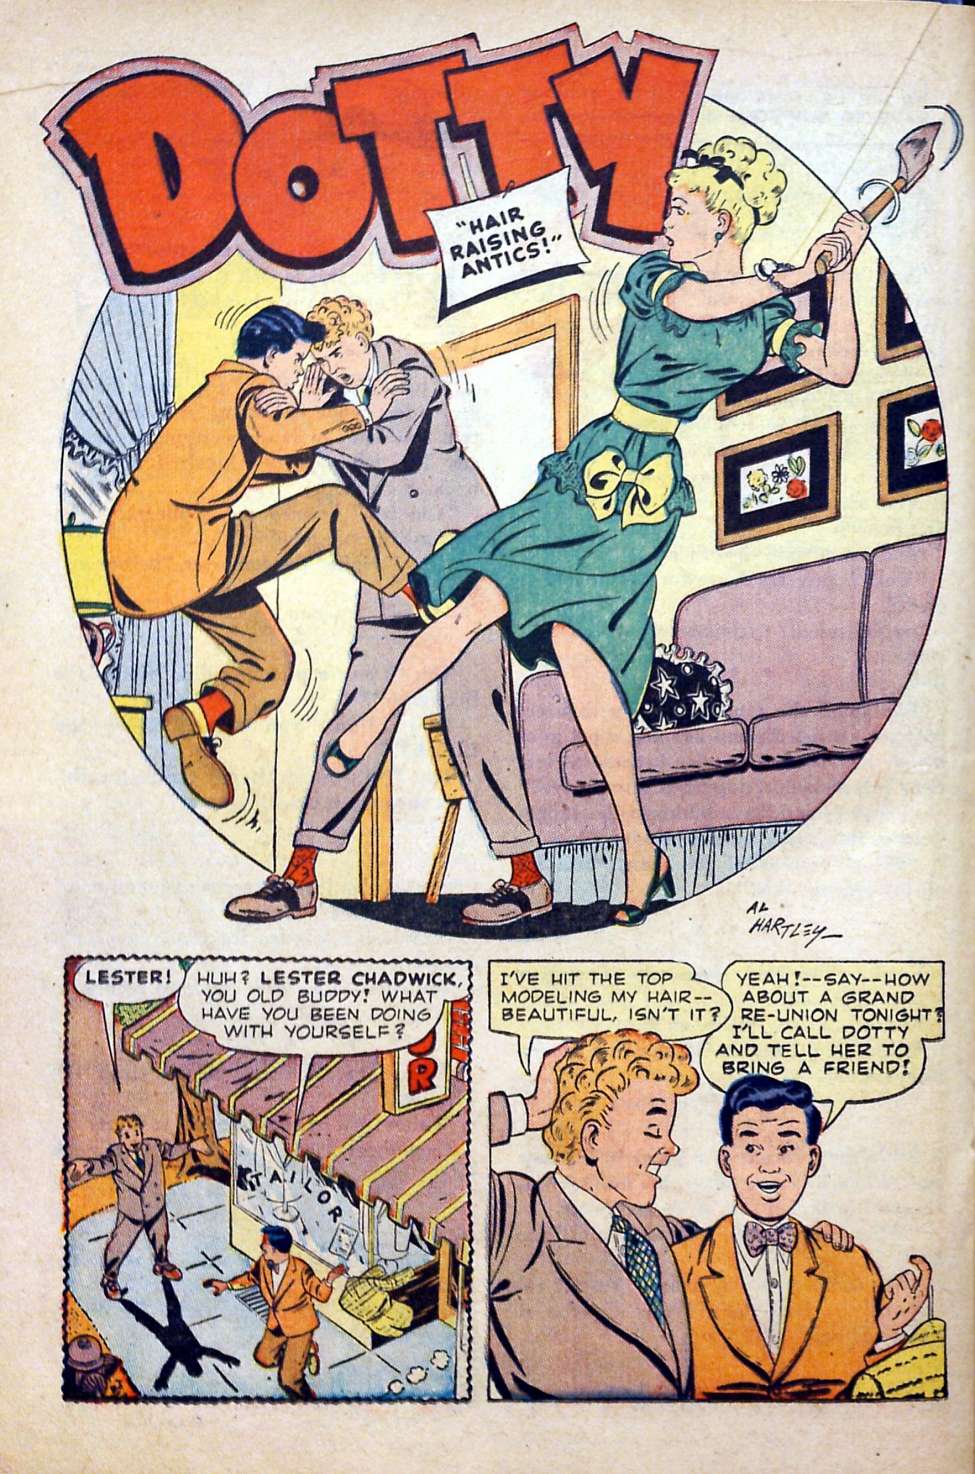 DOTTY
"HAIR
RAISING
ANTICS!"
AL
HARTLEY
LESTER!
HUH? LESTER CHADWICK,
YOU OLD BUDDY! WHAT
HAVE YOU BEEN DOING
WITH YOURSELF?
TAILOR
I'VE HIT THE TOP
MODELING MY HAIR--
BEAUTIFUL, ISN'T IT?
YEAH!--SAY--HOW
ABOUT A GRAND
RE-UNION TONIGHT?
I'LL CALL DOTTY
AND TELL HER TO
BRING A FRIEND!